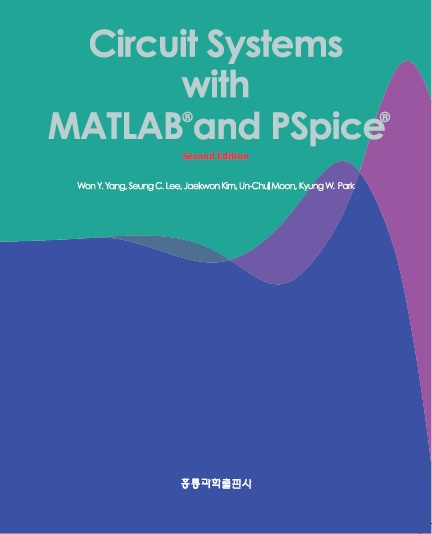 Circuit Systems
with
MATLAB® and PSpice®
Second Edition
Won Y. Yang, Seung C. Lee, Jaekwon Kim, Un-Chul Moon, Kyung W. Park
홍릉과학출판사